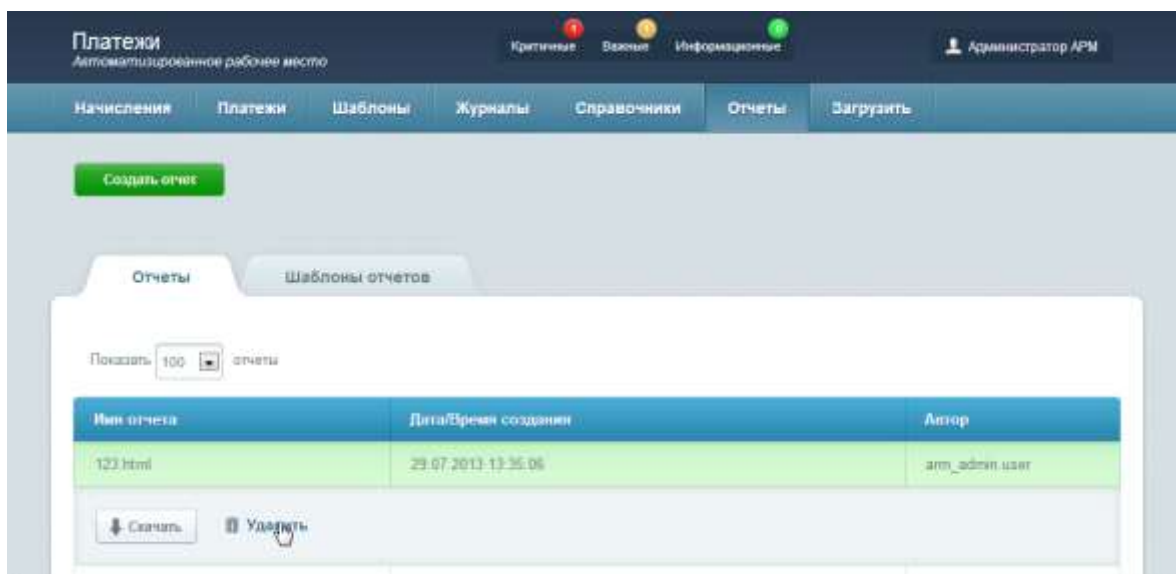 Платежи
Автоматизированное рабочее место
Критичные Важные Информационные
Администратор АРМ
Начисления Платежи Шаблоны Журналы Справочники Отчеты Загрузить
Создать отчет
Отчеты Шаблоны отчетов
Показать 100 отчеты
Имя отчета Дата/Время создания Автор
123.html 29.07.2013 13:35:06 arm_admin.user
Скачать Удалить